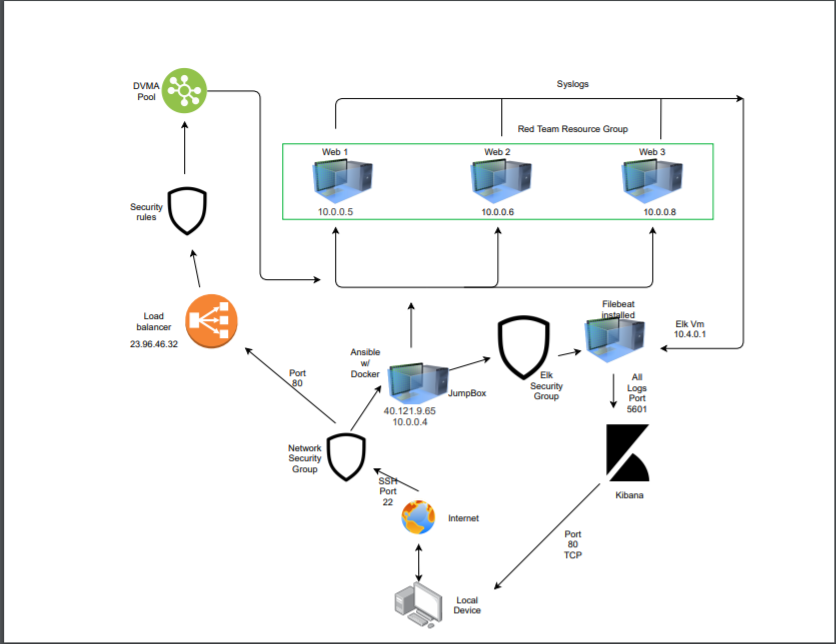 Syslogs
DVMA
Pool
Red Team Resource Group
Web 1
Web 2
Web 3
10.0.0.5
10.0.0.6
10.0.0.8
Security
rules
Load
balancer
23.96.46.32
Port
80
Ansible
w/
Docker
JumpBox
40.121.9.65
10.0.0.4
Elk
Security
Group
Filebeat
installed
Elk Vm
10.4.0.1
All
Logs
Port
5601
Network
Security
Group
SSH
Port
22
Internet
Kibana
Port
80
TCP
Local
Device